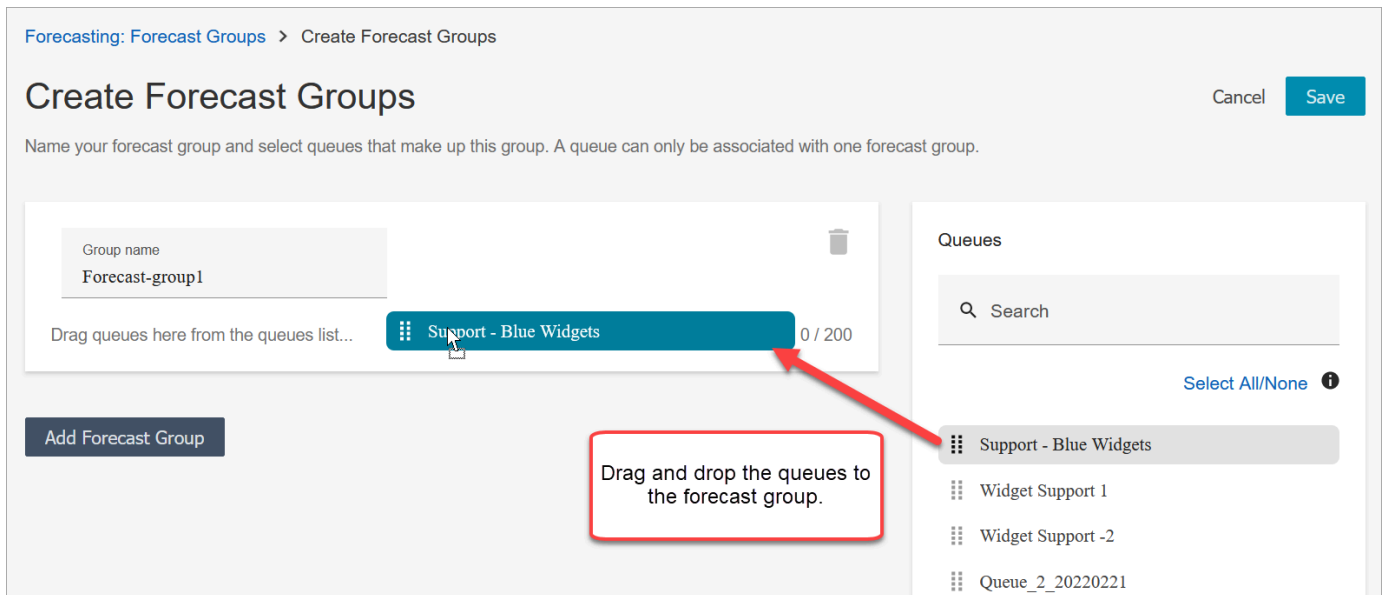 Forecasting: Forecast Groups > Create Forecast Groups
Create Forecast Groups
Cancel
Save
Name your forecast group and select queues that make up this group. A queue can only be associated with one forecast group.
Group name
Forecast-group1
Drag queues here from the queues list...
Support - Blue Widgets
0 / 200
Add Forecast Group
Drag and drop the queues to
the forecast group.
Queues
Search
Select All/None
Support - Blue Widgets
Widget Support 1
Widget Support -2
Queue_2_20220221